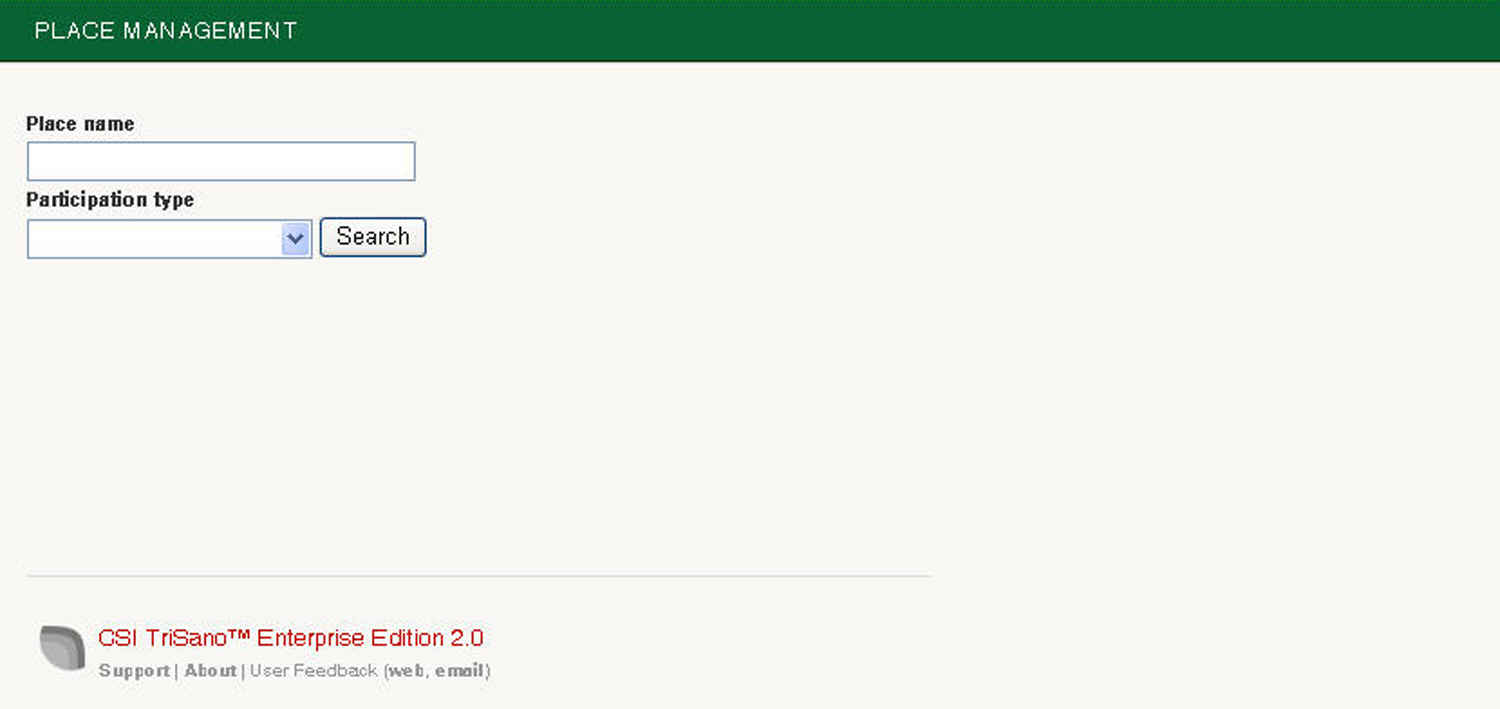 PLACE MANAGEMENT
Place name
Participation type
Search
CSI TriSano™ Enterprise Edition 2.0
Support | About | User Feedback (web, email)